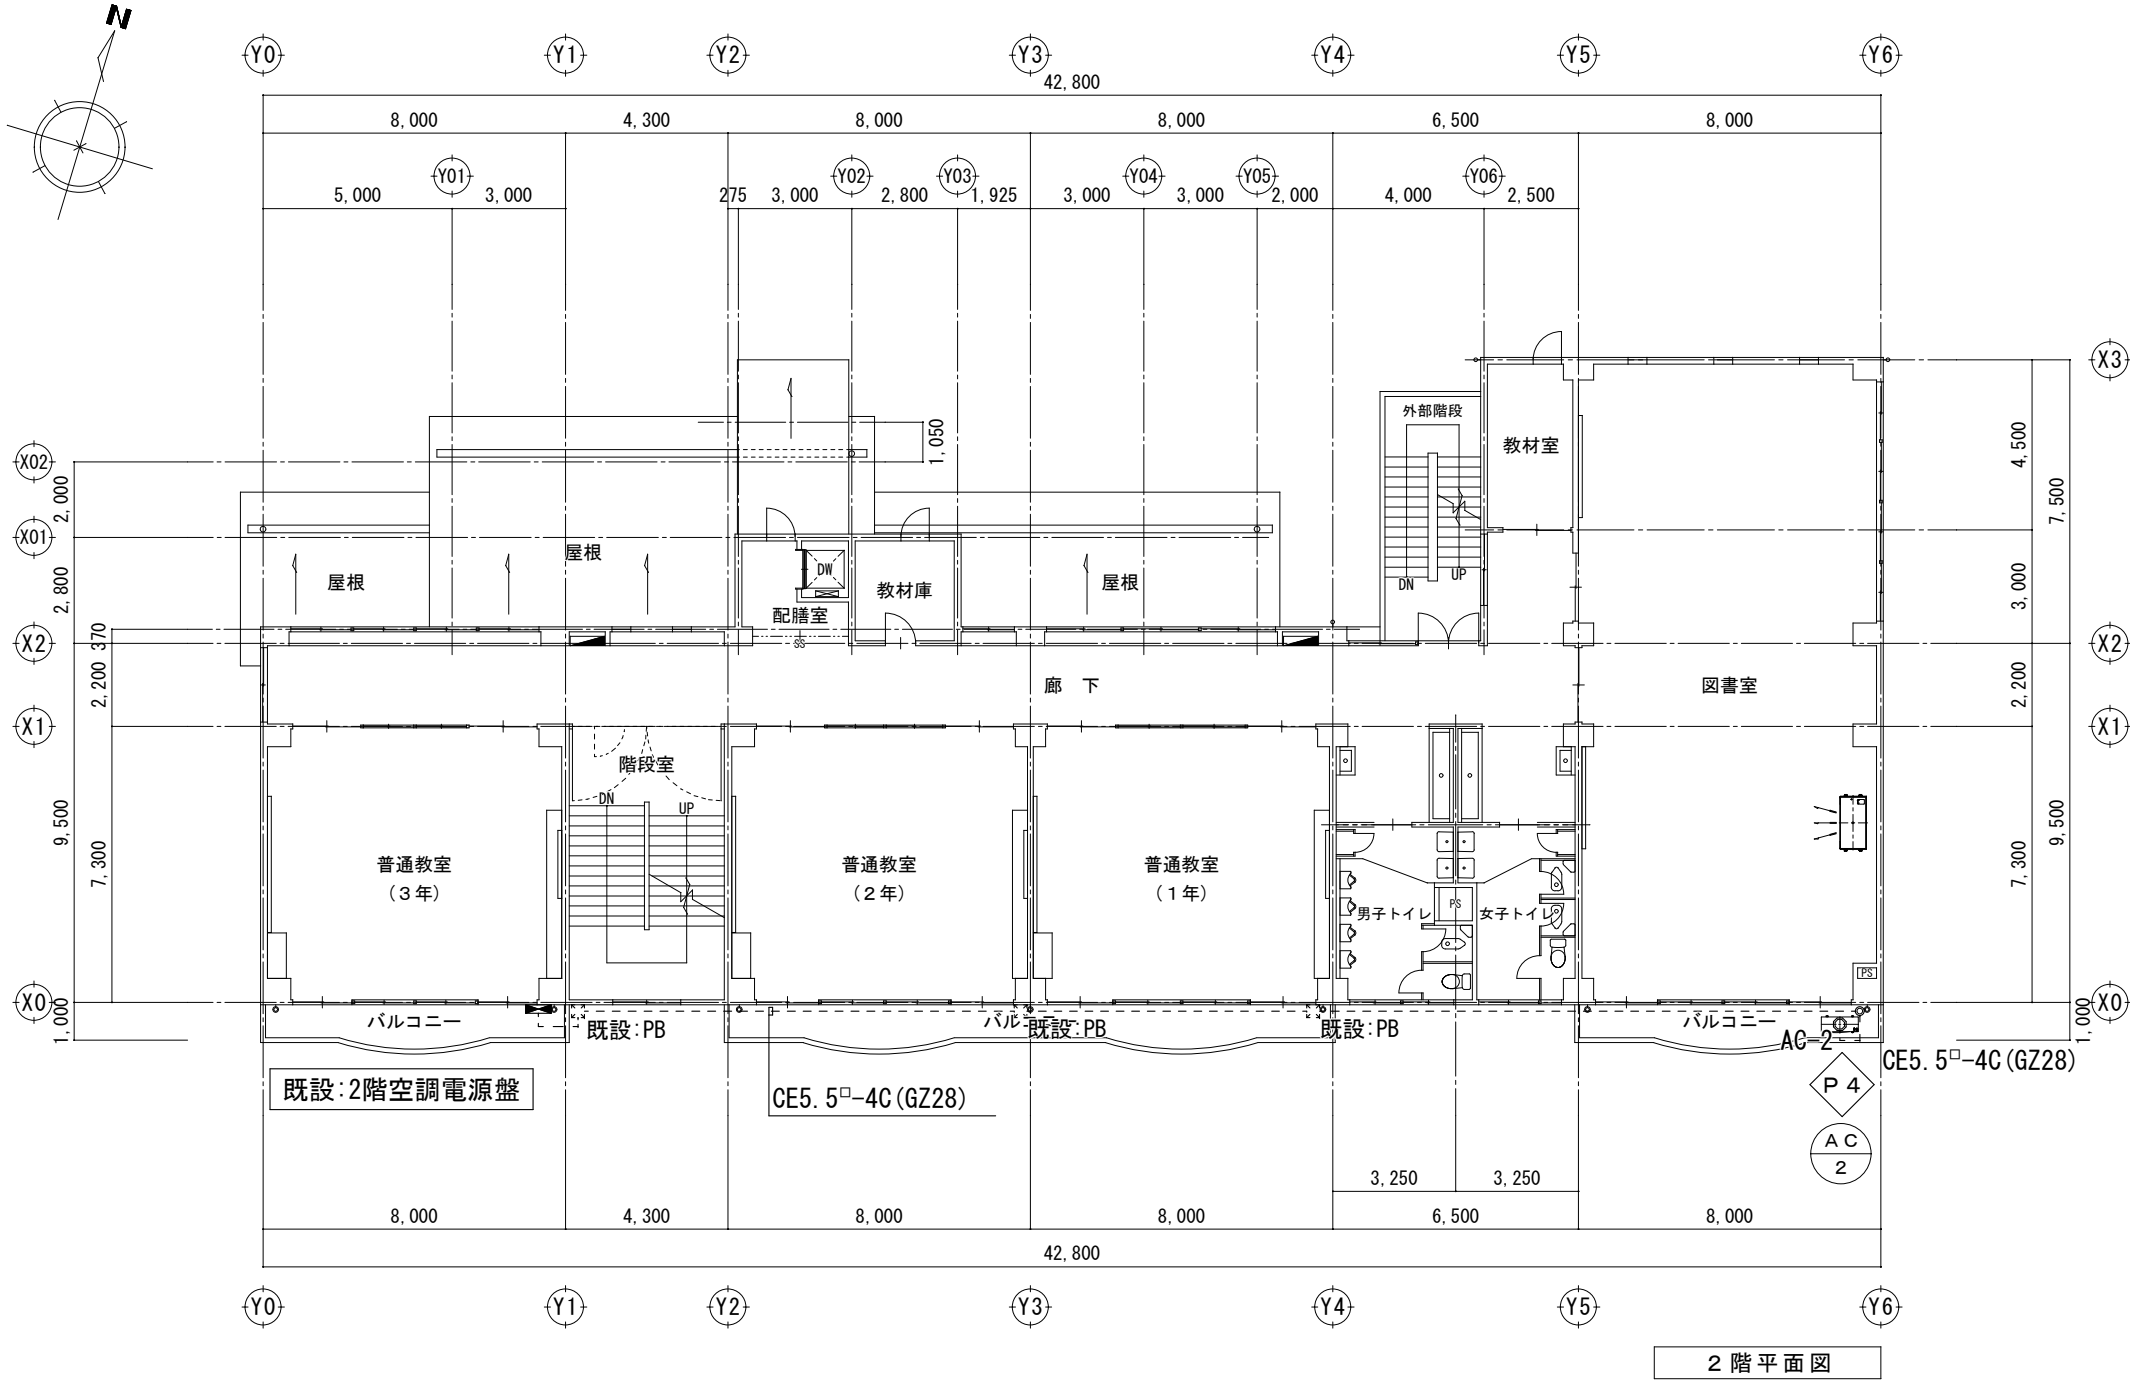 N
Y0 Y1 Y2 Y3 Y4 Y5 Y6
42,800
8,000 4,300 8,000 8,000 6,500 8,000
Y01 Y02 Y03 Y04 Y05 Y06
5,000 3,000 275 3,000 2,800 1,925 3,000 3,000 2,000 4,000 2,500
X3
外部階段
1,050
教材室
4,500
X02
2,000
7,500
X01
屋根
屋根
DW
教材庫
屋根
DN
UP
2,800
3,000
配膳室
SS
370
X2
X2
2,200
廊 下
図書室
2,200
X1
X1
階段室
DN
UP
9,500
7,300
普通教室
(3年)
普通教室
(2年)
普通教室
(1年)
男子トイレ
PS
女子トイレ
7,300
9,500
PS
X0
X0
1,000
バルコニー
既設:PB
バルコニー
既設:PB
既設:PB
バルコニー
AC-2
1,000
CE5.5□-4C(GZ28)
既設:2階空調電源盤
CE5.5□-4C(GZ28)
P4
AC
2
3,250 3,250
8,000 4,300 8,000 8,000 6,500 8,000
42,800
Y0 Y1 Y2 Y3 Y4 Y5 Y6
2階平面図